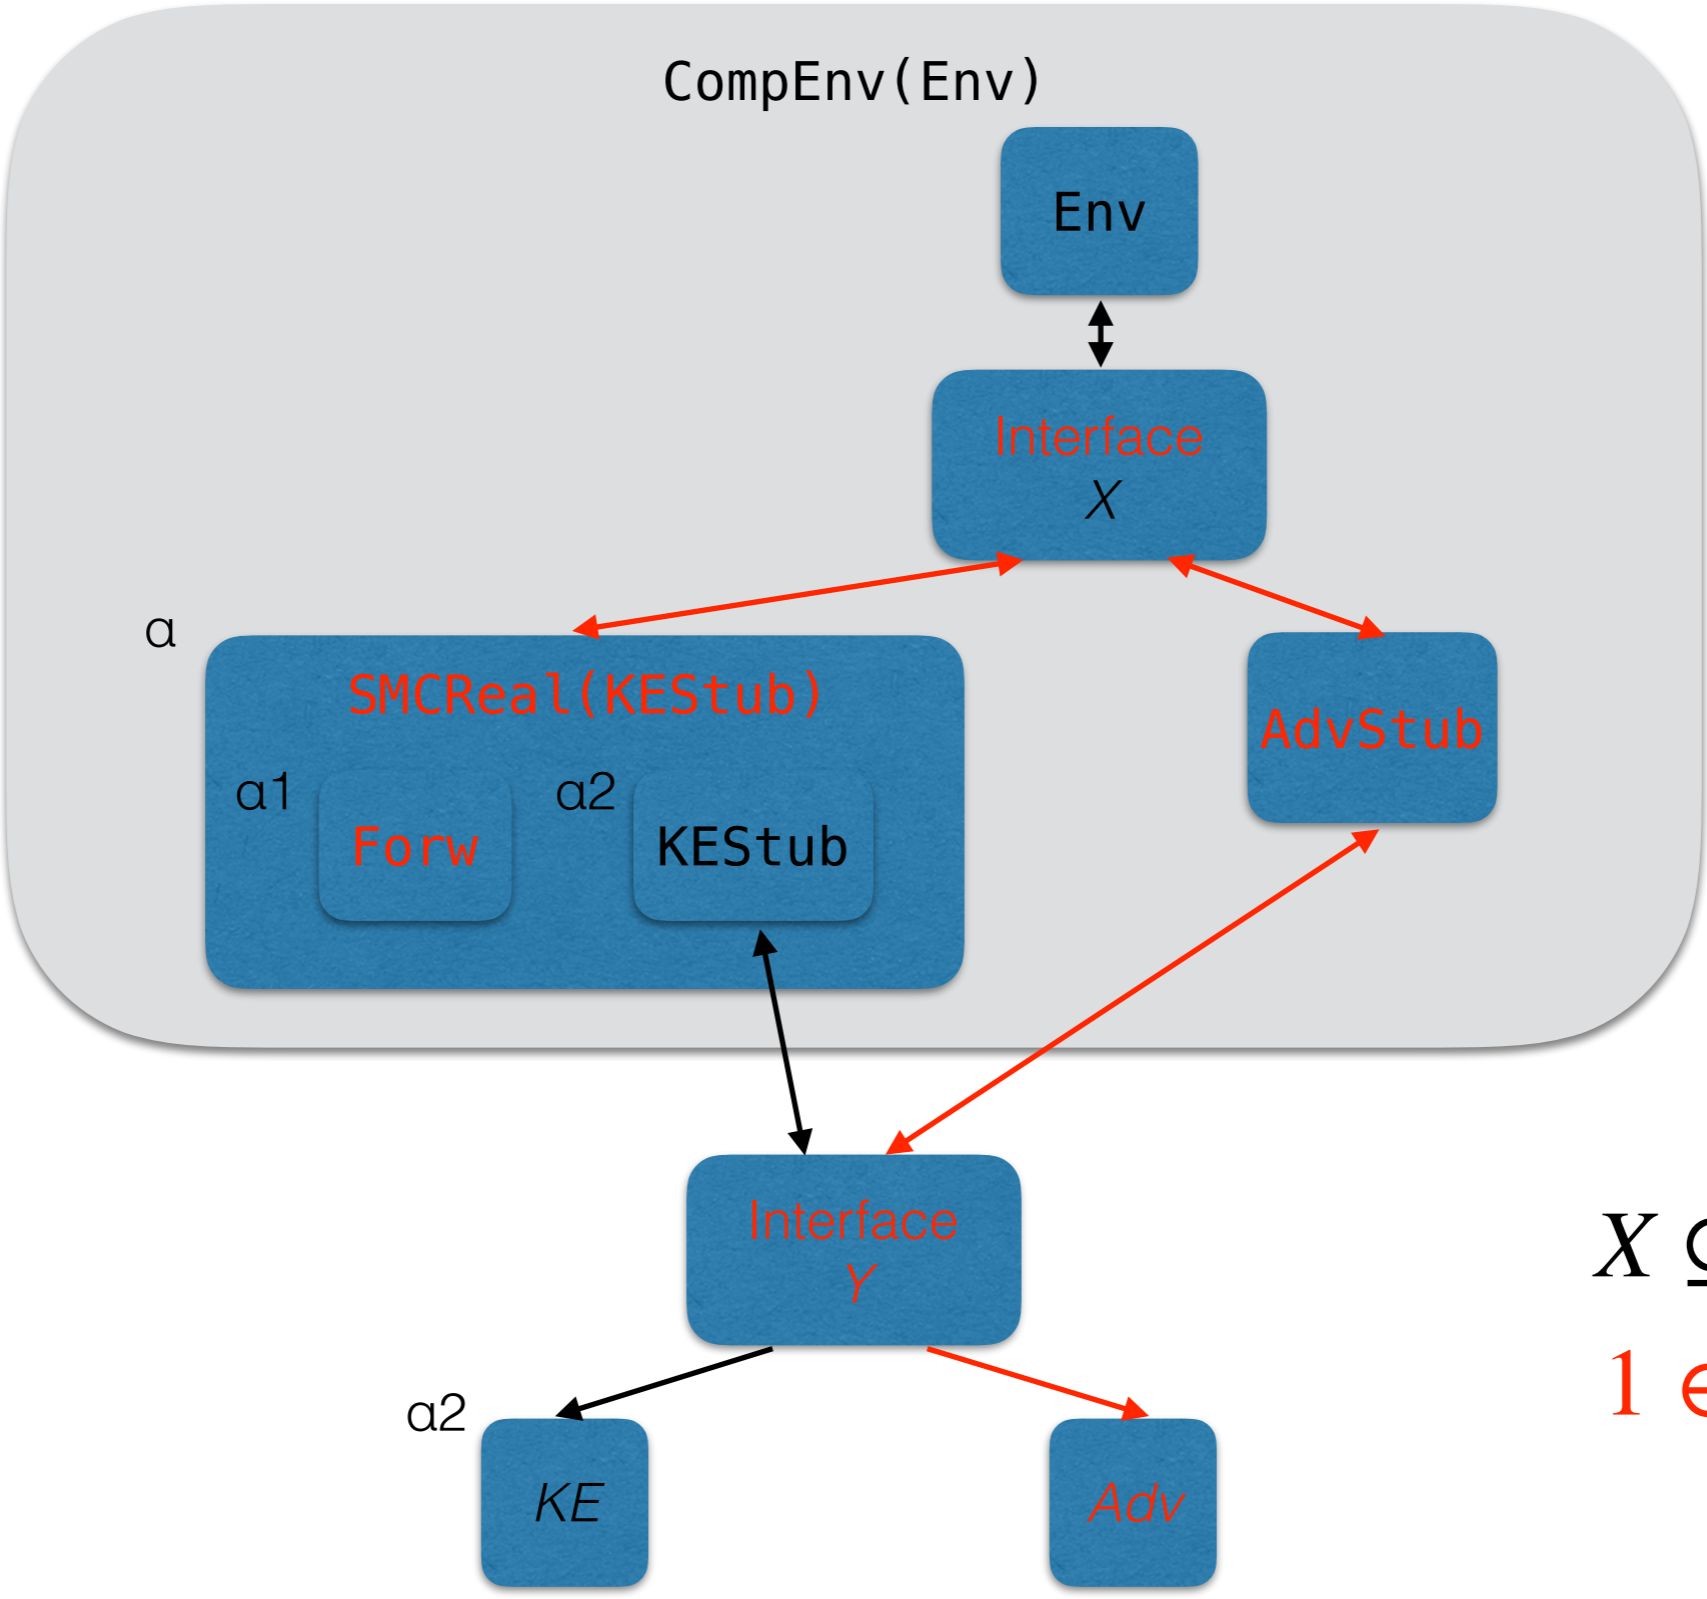 CompEnv(Env)
Env
Interface
X
α
SMCReal(KEStub)
AdvStub
α1
Forw
α2
KEStub
Interface
Y
X
1
α2
KE
Adv